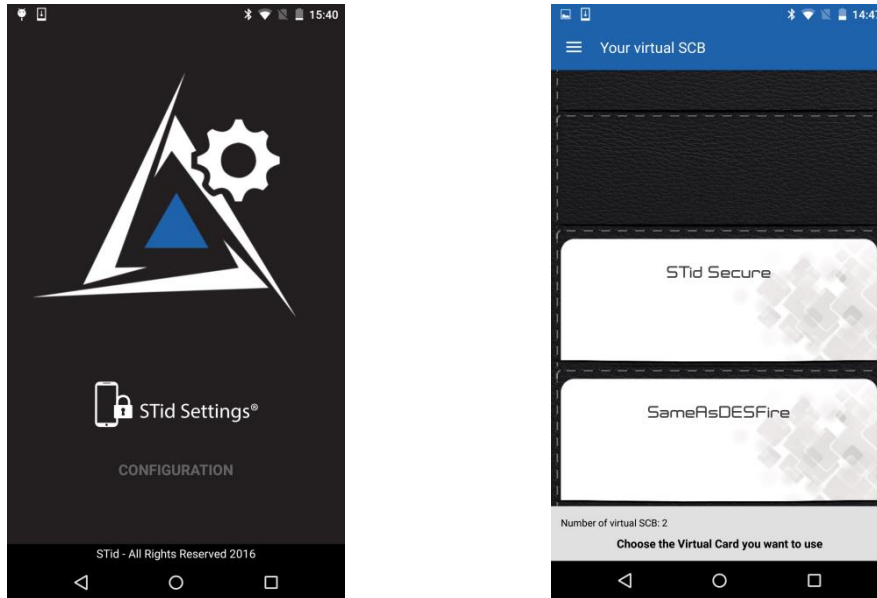 15:40
STid Settings®
CONFIGURATION
STid - All Rights Reserved 2016
14:47
Your virtual SCB
STid Secure
SameAsDESFire
Number of virtual SCB: 2
Choose the Virtual Card you want to use